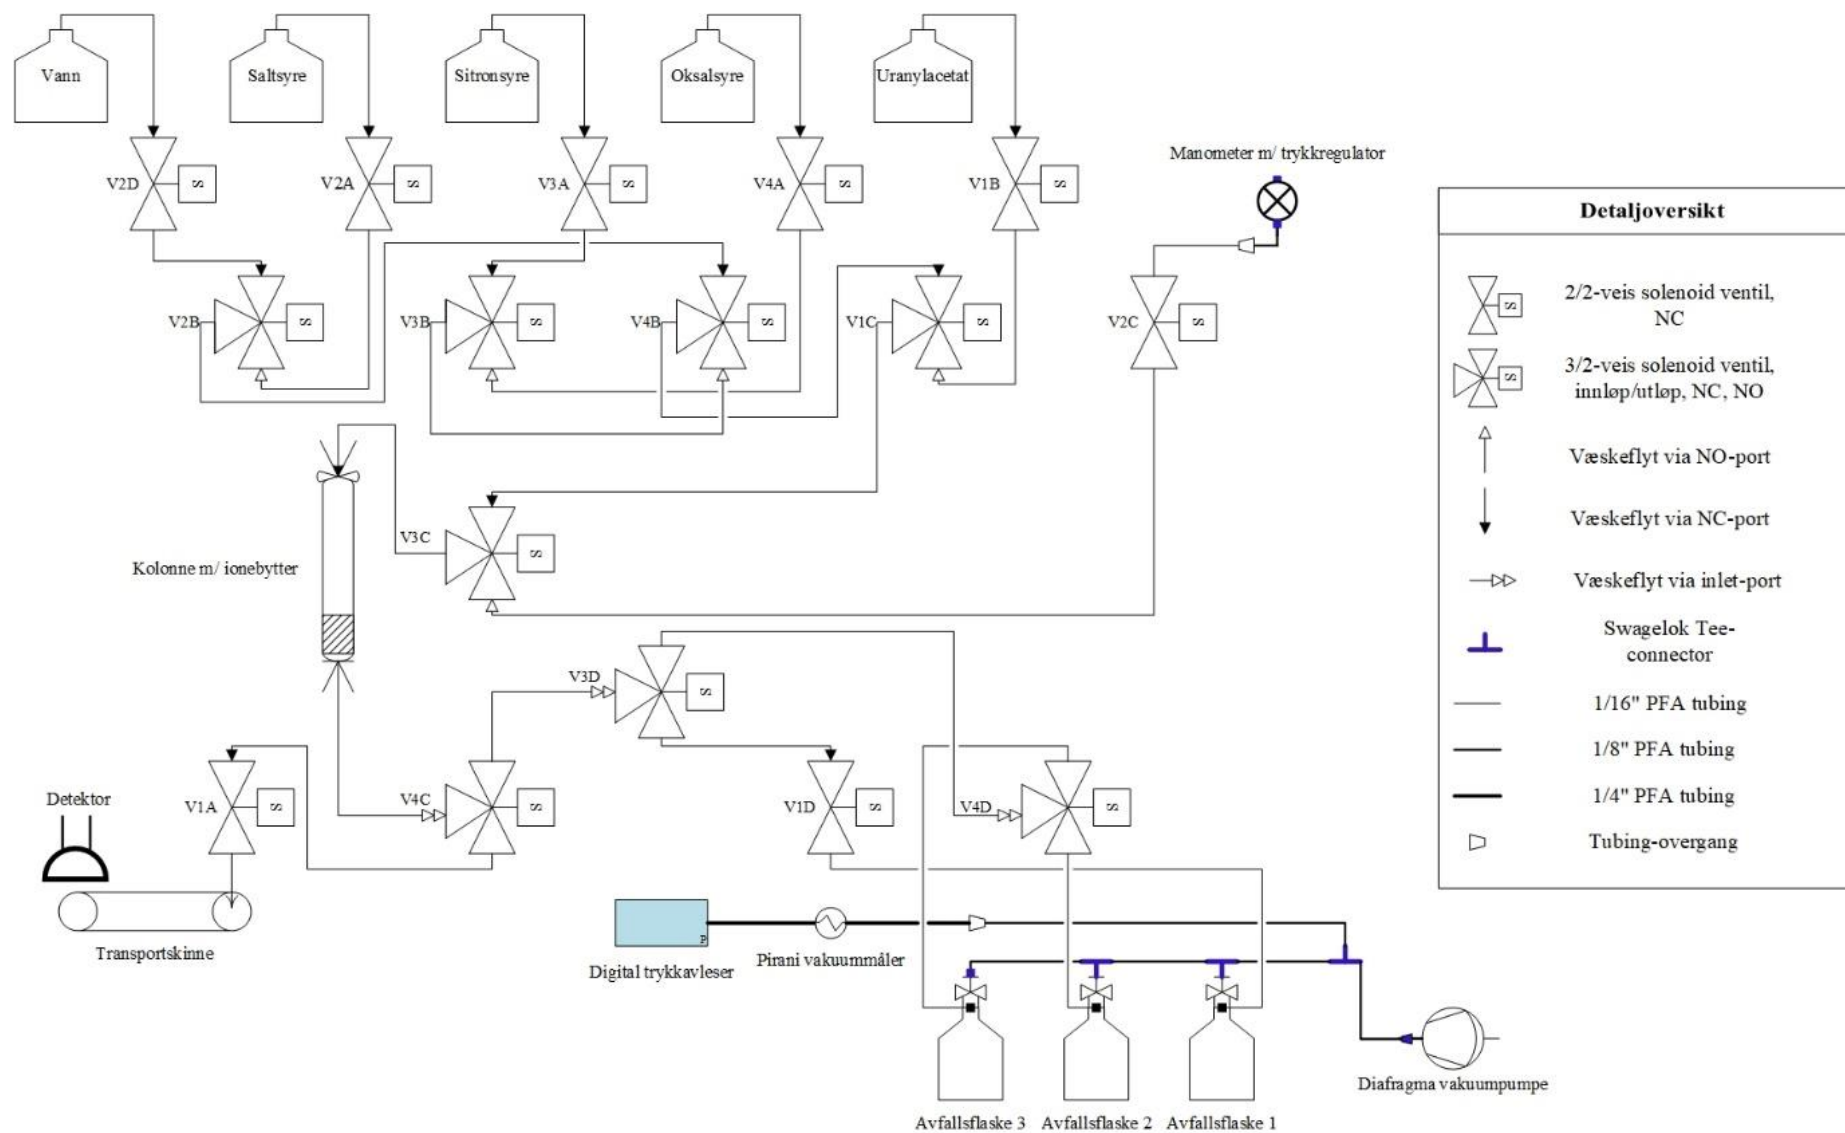 Vann
Saltsyre
Sitronsyre
Oksalsyre
Uranylacetat
Manometer m/ trykkregulator
V2D
S
V2A
S
V3A
S
V4A
S
V1B
S
V2B
S
V3B
S
V4B
S
V1C
S
V2C
S
V3C
S
Kolonne m/ ionebytter
V3D
S
V1A
S
V4C
S
V1D
S
V4D
S
Detektor
Transportskinne
P
Digital trykkavleser
Pirani vakuummåler
Avfallsflaske 3
Avfallsflaske 2
Avfallsflaske 1
Diafragma vakuumpumpe
Detaljoversikt
S
2/2-veis solenoid ventil,
NC
S
3/2-veis solenoid ventil,
innløp/utløp, NC, NO
Væskeflyt via NO-port
Væskeflyt via NC-port
Væskeflyt via inlet-port
Swagelok Tee-
connector
1/16" PFA tubing
1/8" PFA tubing
1/4" PFA tubing
Tubing-overgang